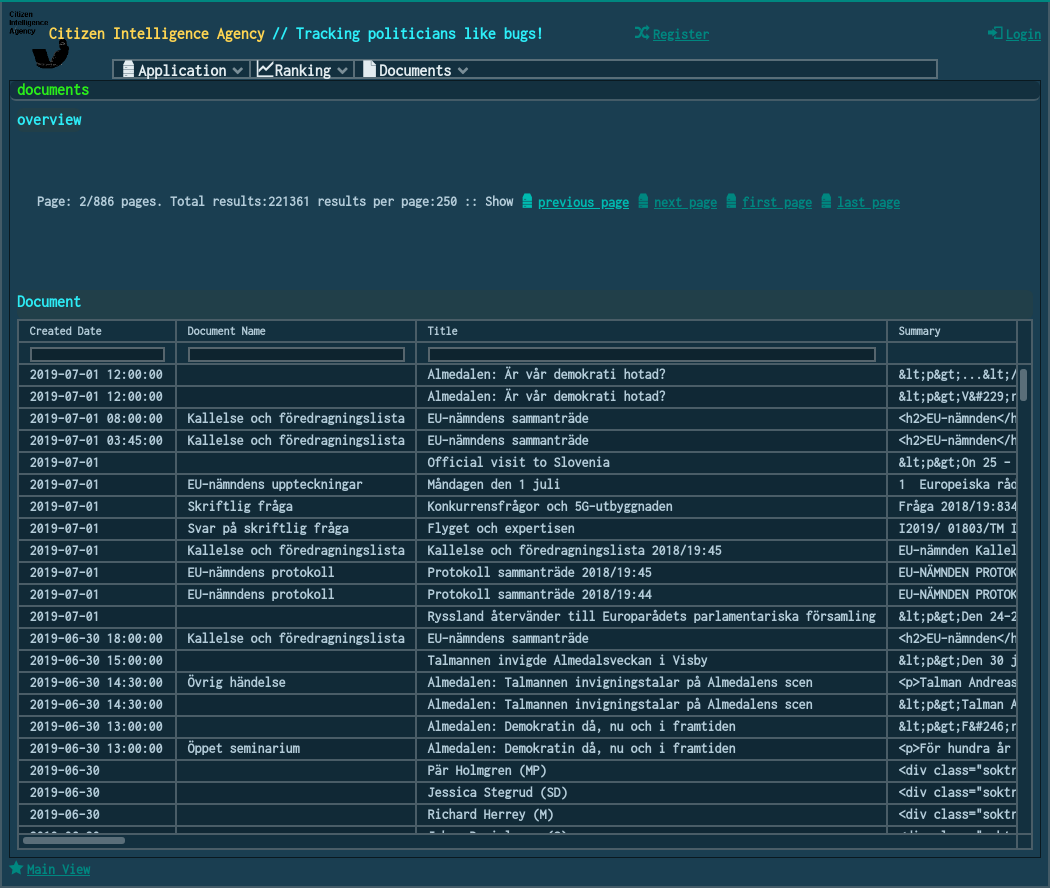 Citizen
Intelligence
Agency
Citizen Intelligence Agency // Tracking politicians like bugs!
Register
Login
Application
Ranking
Documents
documents
overview
Page: 2/886 pages. Total results:221361 results per page:250 :: Show previous page next page first page last page
Document
Created Date Document Name Title Summary
2019-07-01 12:00:00 Almedalen: Är vår demokrati hotad? &lt;p&gt;...&lt;/
2019-07-01 12:00:00 Almedalen: Är vår demokrati hotad? &lt;p&gt;V&#229;r
2019-07-01 08:00:00 Kallelse och föredragningslista EU-nämndens sammanträde <h2>EU-nämnden</h
2019-07-01 03:45:00 Kallelse och föredragningslista EU-nämndens sammanträde <h2>EU-nämnden</h
2019-07-01 Official visit to Slovenia &lt;p&gt;On 25 -
2019-07-01 EU-nämndens uppteckningar Måndagen den 1 juli 1 Europeiska råd
2019-07-01 Skriftlig fråga Konkurrensfrågor och 5G-utbyggnaden Fråga 2018/19:834
2019-07-01 Svar på skriftlig fråga Flyget och expertisen I2019/ 01803/TM I
2019-07-01 Kallelse och föredragningslista Kallelse och föredragningslista 2018/19:45 EU-nämnden Kallel
2019-07-01 EU-nämndens protokoll Protokoll sammanträde 2018/19:45 EU-NÄMNDEN PROTOK
2019-07-01 EU-nämndens protokoll Protokoll sammanträde 2018/19:44 EU-NÄMNDEN PROTOK
2019-07-01 Ryssland återvänder till Europarådets parlamentariska församling &lt;p&gt;Den 24-2
2019-06-30 18:00:00 Kallelse och föredragningslista EU-nämndens sammanträde <h2>EU-nämnden</h
2019-06-30 15:00:00 Talmannen invigde Almedalsveckan i Visby &lt;p&gt;Den 30 j
2019-06-30 14:30:00 Övrig händelse Almedalen: Talmannen invigningstalar på Almedalens scen <p>Talman Andreas
2019-06-30 14:30:00 Almedalen: Talmannen invigningstalar på Almedalens scen &lt;p&gt;Talman A
2019-06-30 13:00:00 Almedalen: Demokratin då, nu och i framtiden &lt;p&gt;F&#246;r
2019-06-30 13:00:00 Öppet seminarium Almedalen: Demokratin då, nu och i framtiden <p>För hundra år
2019-06-30 Pär Holmgren (MP) <div class="soktr
2019-06-30 Jessica Stegrud (SD) <div class="soktr
2019-06-30 Richard Herrey (M) <div class="soktr
Main View